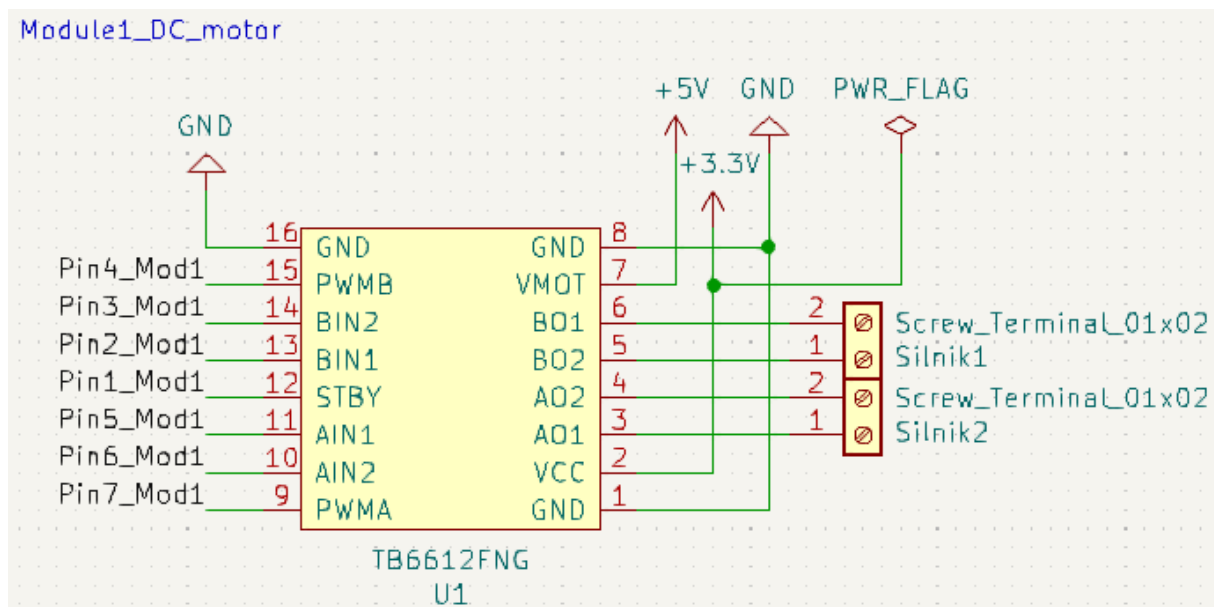 Module1_DC_motor
+5V GND PWR_FLAG
GND
+3.3V
16 GND GND 8
Pin4_Mod1 15 PWMB VMOT 7
Pin3_Mod1 14 BIN2 BO1 6 2 Screw_Terminal_01x02
Pin2_Mod1 13 BIN1 BO2 5 1 Silnik1
Pin1_Mod1 12 STBY AO2 4 2 Screw_Terminal_01x02
Pin5_Mod1 11 AIN1 AO1 3 1 Silnik2
Pin6_Mod1 10 AIN2 VCC 2
Pin7_Mod1 9 PWMA GND 1
TB6612FNG
U1